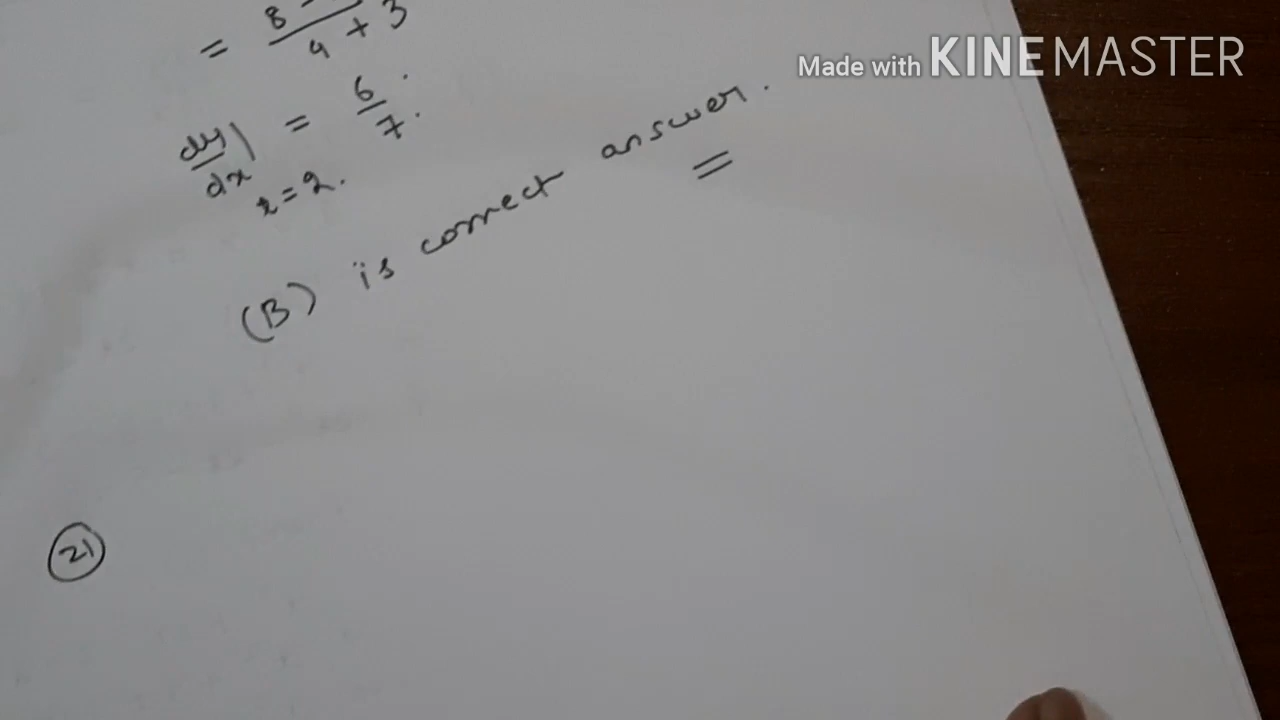 Made with KINEMASTER
= 8 - / 4 + 3
dy/dx| = 6/7.
x=2.
(B) is correct answer.
=
21